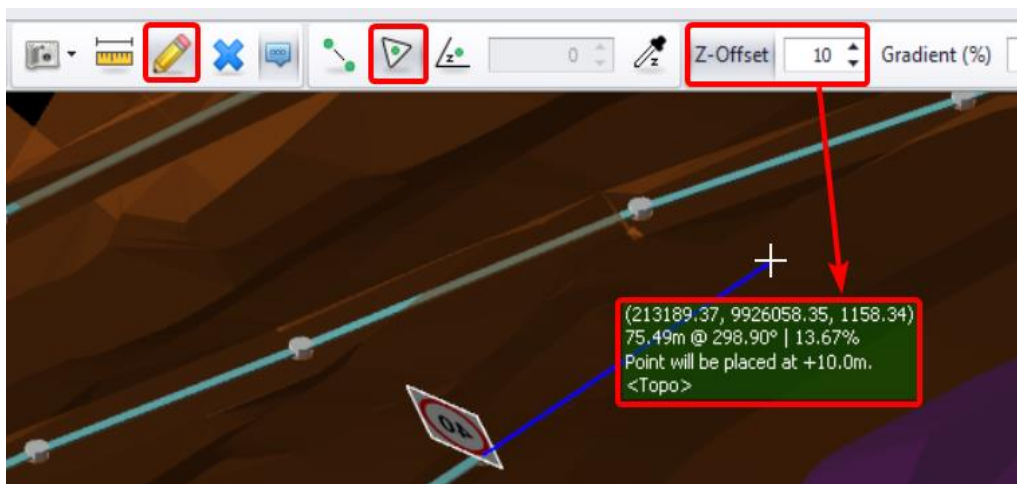 0
z
Z-Offset 10 Gradient (%)
(213189.37, 9926058.35, 1158.34)
75.49m @ 298.90° | 13.67%
Point will be placed at +10.0m.
<Topo>
40